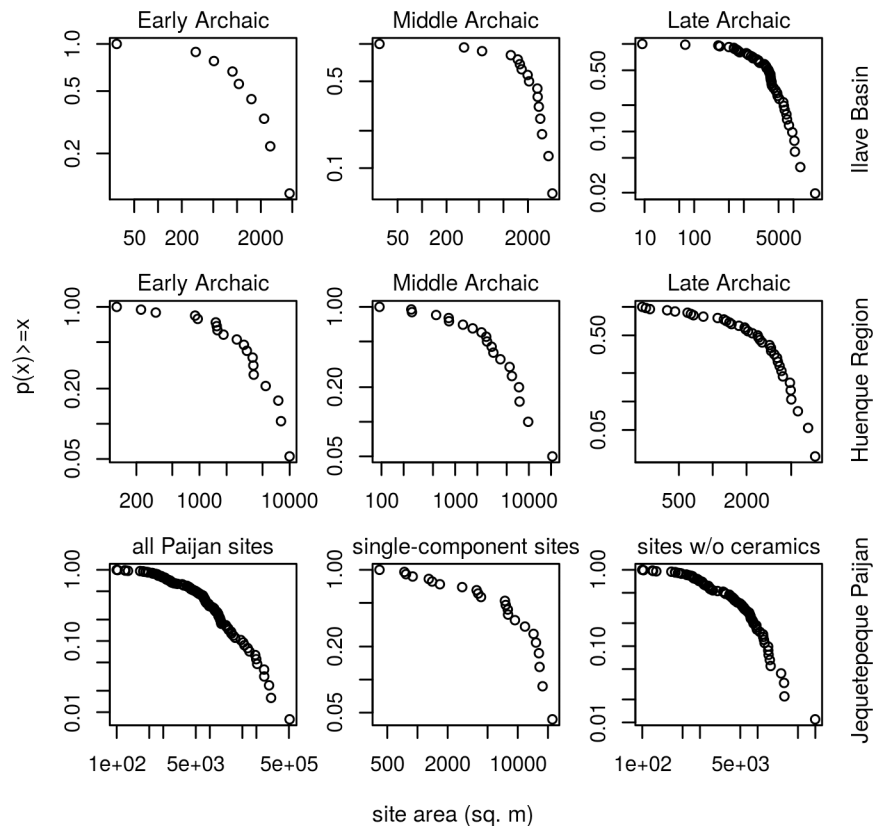 Early Archaic Middle Archaic Late Archaic
1.0 0.5 0.2
0.5 0.1
0.50 0.10 0.02
Ilave Basin
50 200 2000
50 200 2000
10 100 5000
Early Archaic Middle Archaic Late Archaic
p(x)>=x
1.00 0.20 0.05
1.00 0.20 0.05
0.50 0.05
Huenque Region
200 1000 10000
100 1000 10000
500 2000
all Paijan sites single-component sites sites w/o ceramics
1.00 0.10 0.01
1.00 0.20 0.05
1.00 0.10 0.01
Jequetepeque Paijan
1e+02 5e+03 5e+05
500 2000 10000
1e+02 5e+03
site area (sq. m)